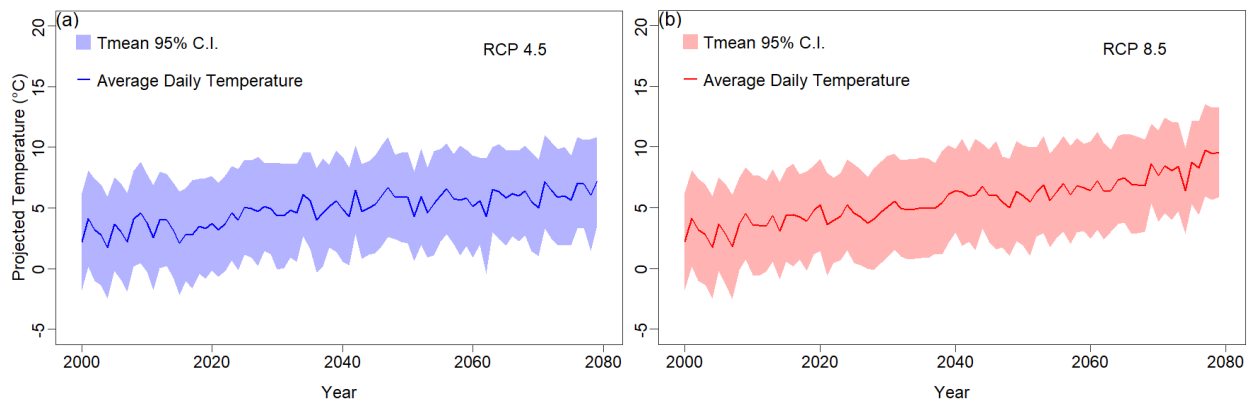 (a)
Tmean 95% C.I.
RCP 4.5
Average Daily Temperature
Projected Temperature (°C)
20
15
10
5
0
-5
2000
2020
2040
2060
2080
Year
(b)
Tmean 95% C.I.
RCP 8.5
Average Daily Temperature
20
15
10
5
0
-5
2000
2020
2040
2060
2080
Year